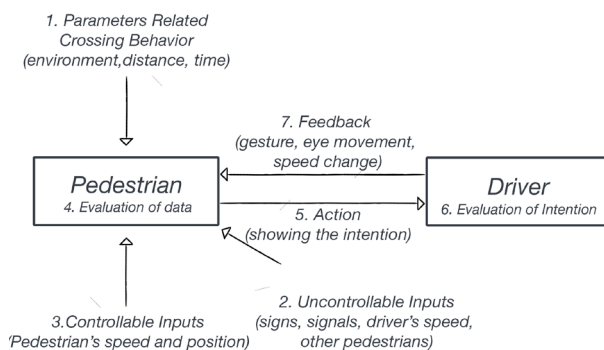 1. Parameters Related
Crossing Behavior
(environment,distance, time)
7. Feedback
(gesture, eye movement,
speed change)
Pedestrian
4. Evaluation of data
Driver
6. Evaluation of Intention
5. Action
(showing the intention)
2. Uncontrollable Inputs
(signs, signals, driver's speed,
other pedestrians)
3.Controllable Inputs
'Pedestrian's speed and position)